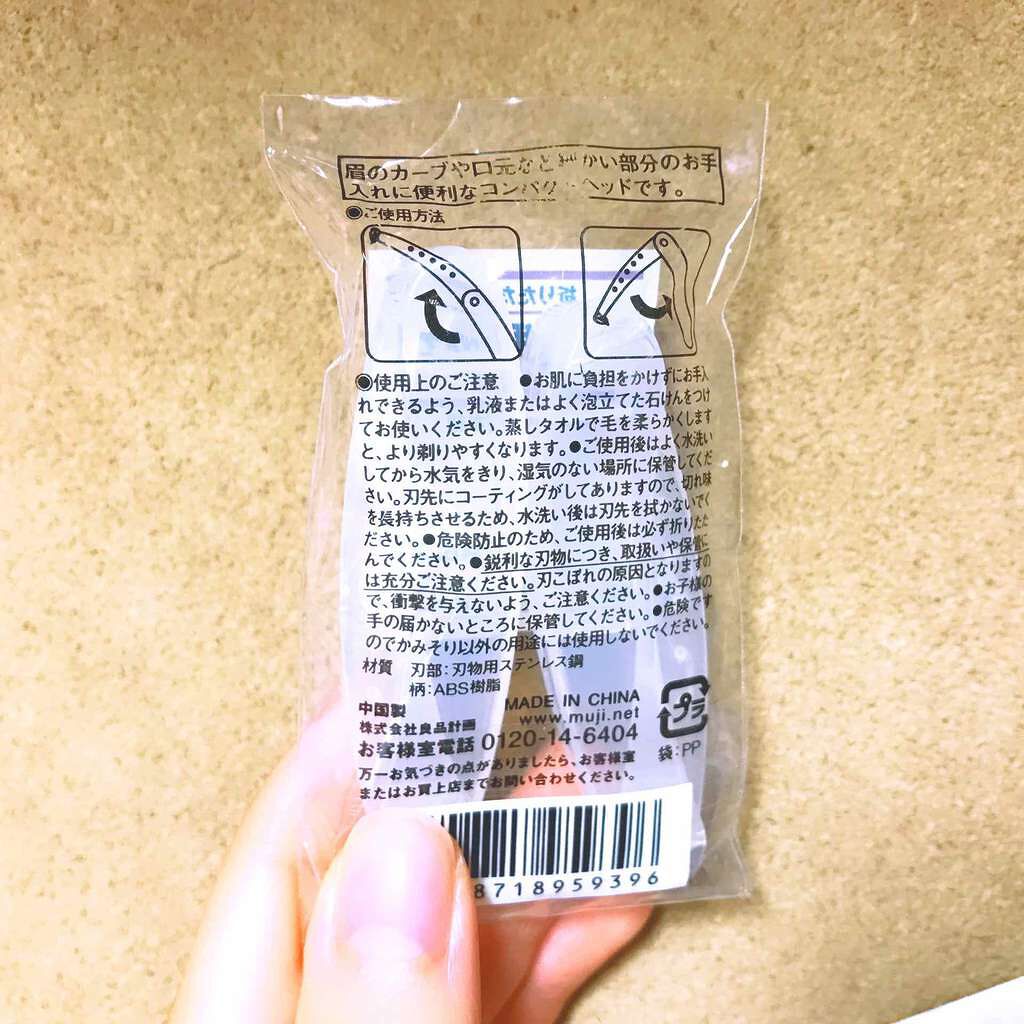 眉のカーブや口元など細かい部分のお手
入れに便利なコンパクトヘッドです。
◉ご使用方法
折りたた
◉使用上のご注意 ●お肌に負担をかけずにお手入
れできるよう、乳液またはよく泡立てた石けんをつけ
てお使いください。蒸しタオルで毛を柔らかくします
と、より剃りやすくなります。●ご使用後はよく水洗い
してから水気をきり、湿気のない場所に保管してくだ
さい。刃先にコーティングがしてありますので、切れ味
を長持ちさせるため、水洗い後は刃先を拭かないでく
ださい。●危険防止のため、ご使用後は必ず折りたた
んでください。●鋭利な刃物につき、取扱いや保管に
は充分ご注意ください。刃こぼれの原因となりますの
で、衝撃を与えないよう、ご注意ください。●お子様の
手の届かないところに保管してください。●危険です
のでかみそり以外の用途には使用しないでください。
材質 刃部:刃物用ステンレス鋼
柄:ABS樹脂
中国製 MADE IN CHINA
株式会社良品計画 www.muji.net
お客様室電話 0120-14-6404
プラ
袋:PP
万一お気づきの点がありましたら、お客様室
またはお買上店までお問い合わせください。
8718959396